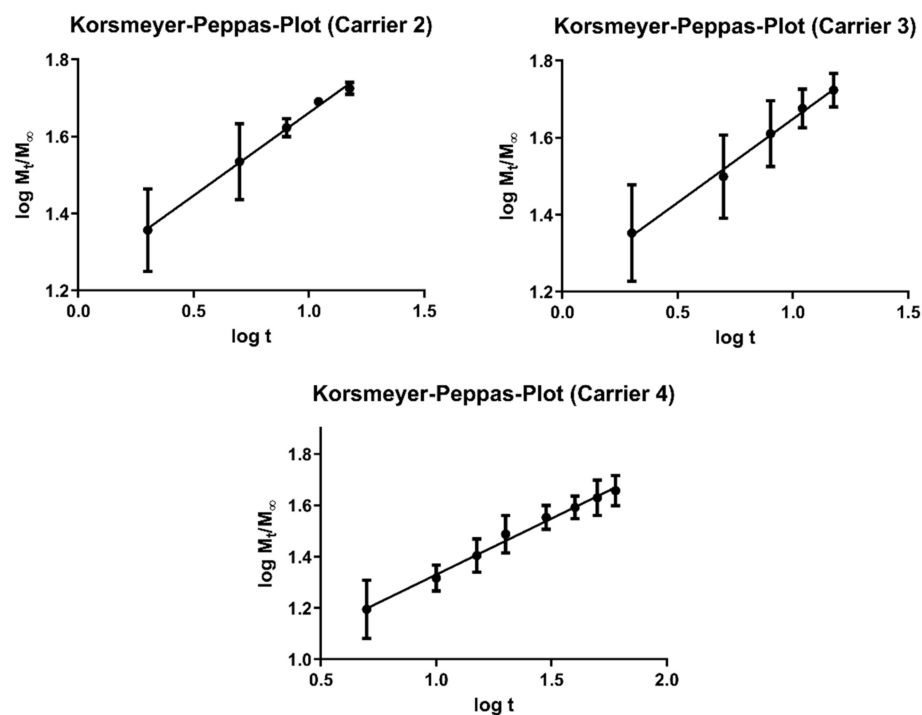 Korsmeyer-Peppas-Plot (Carrier 2)
1.8
1.6
1.4
1.2
log Mt/M∞
0.0 0.5 1.0 1.5
log t
Korsmeyer-Peppas-Plot (Carrier 3)
1.8
1.6
1.4
1.2
log Mt/M∞
0.0 0.5 1.0 1.5
log t
Korsmeyer-Peppas-Plot (Carrier 4)
1.8
1.6
1.4
1.2
1.0
log Mt/M∞
0.5 1.0 1.5 2.0
log t